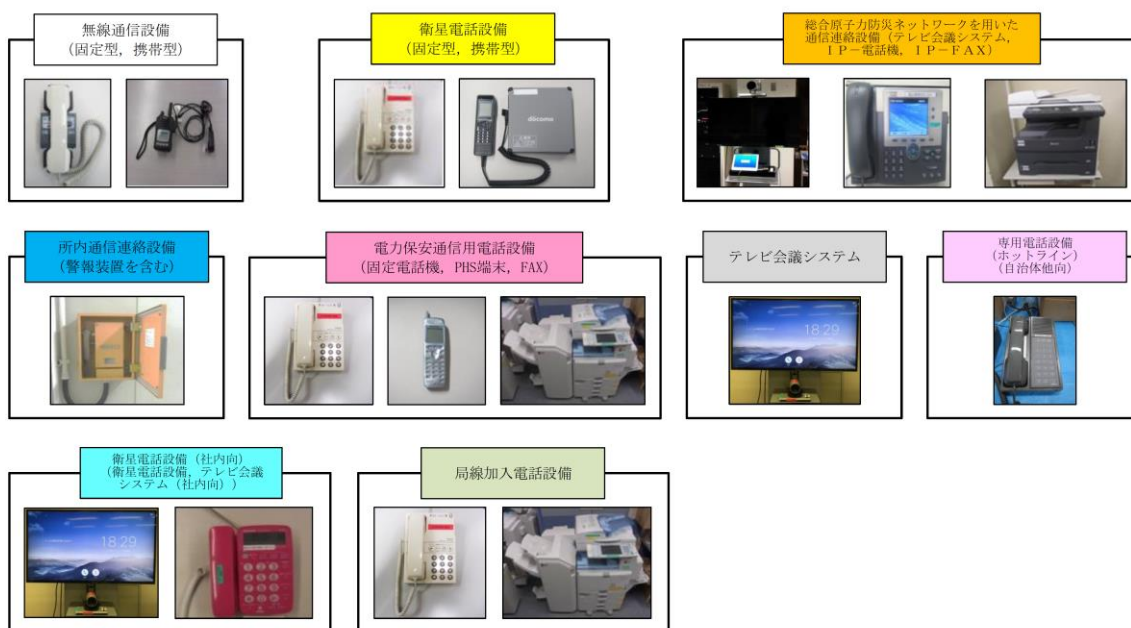 無線通信設備
(固定型,携帯型)
衛星電話設備
(固定型,携帯型)
総合原子力防災ネットワークを用いた
通信連絡設備(テレビ会議システム,
IP-電話機,IP-FAX)
döcomo
所内通信連絡設備
(警報装置を含む)
電力保安通信用電話設備
(固定電話機,PHS端末,FAX)
テレビ会議システム
18:29
専用電話設備
(ホットライン)
(自治体他向)
衛星電話設備(社内向)
(衛星電話設備,テレビ会議
システム(社内向))
18:29
局線加入電話設備